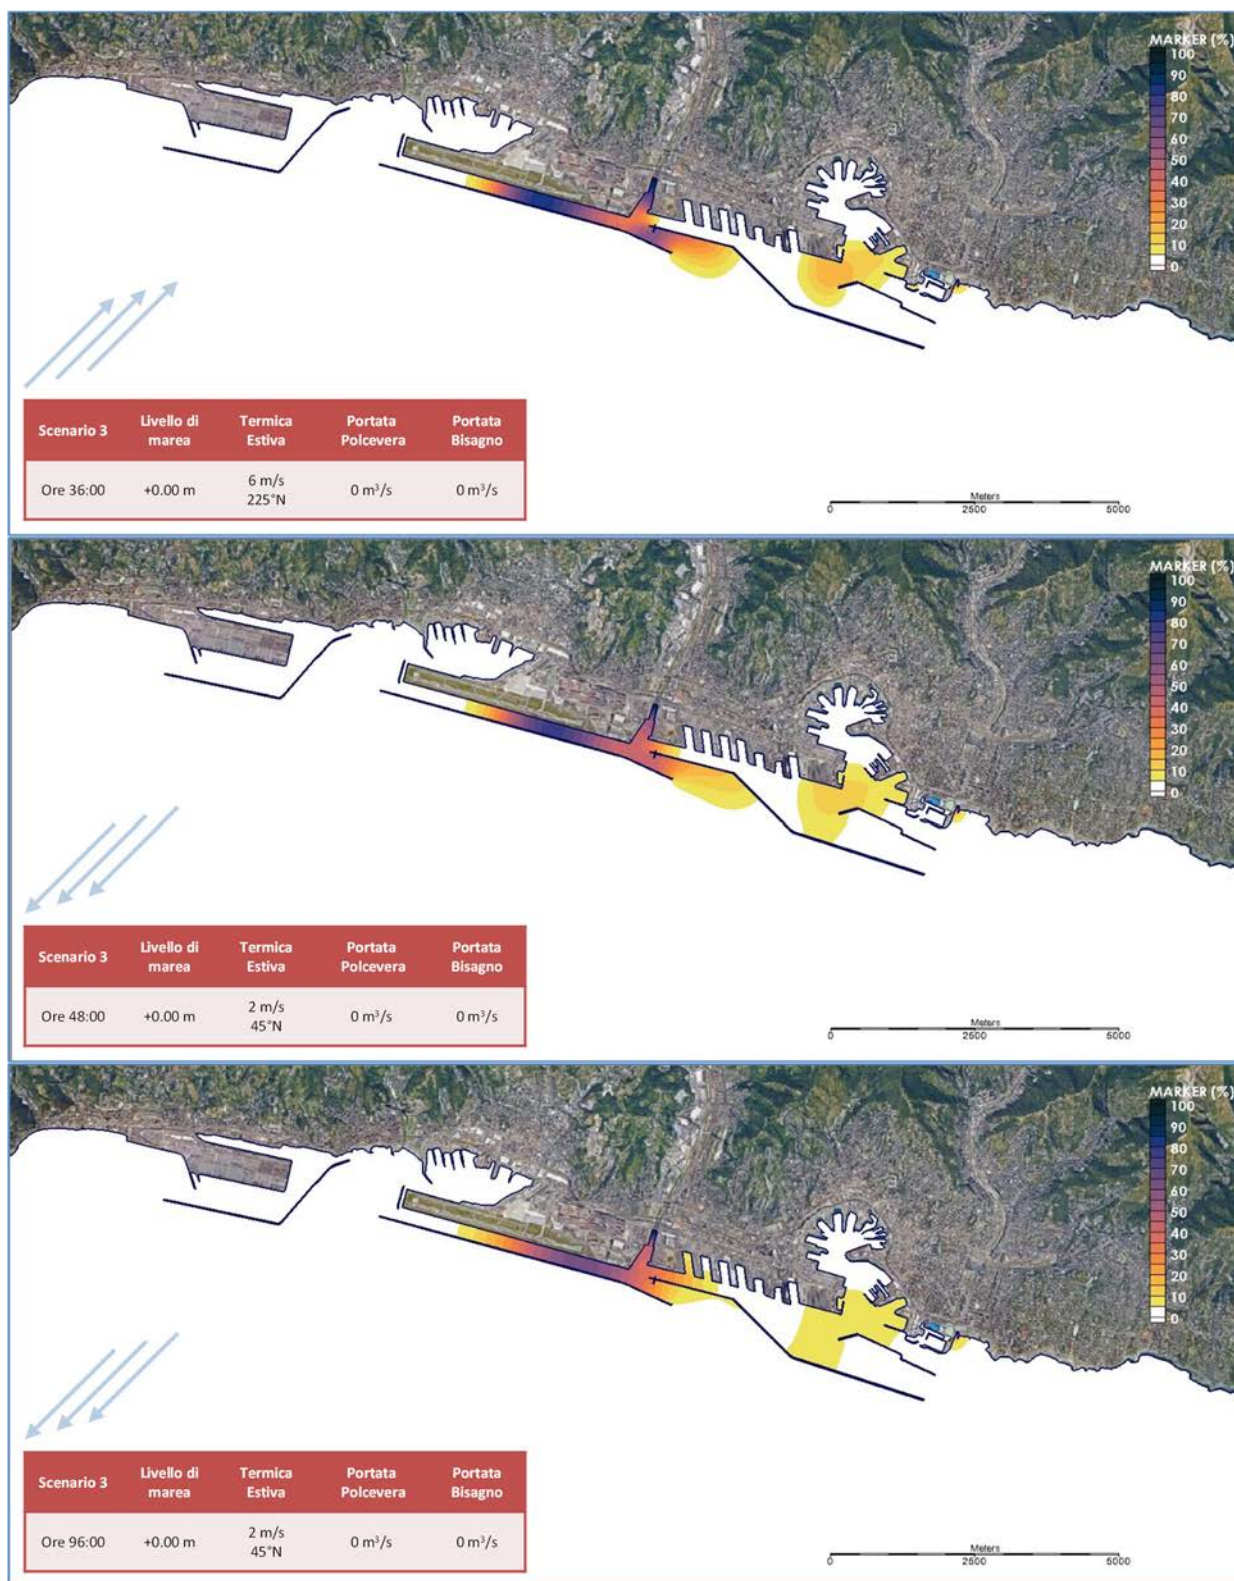 MARKER (%)
100
90
80
70
60
50
40
30
20
10
0
Scenario 3 Livello di marea Termica Estiva Portata Polcevera Portata Bisagno
Ore 36:00 +0.00 m 6 m/s 225°N 0 m³/s 0 m³/s
Meters
0 2500 5000
MARKER (%)
100
90
80
70
60
50
40
30
20
10
0
Scenario 3 Livello di marea Termica Estiva Portata Polcevera Portata Bisagno
Ore 48:00 +0.00 m 2 m/s 45°N 0 m³/s 0 m³/s
Meters
0 2500 5000
MARKER (%)
100
90
80
70
60
50
40
30
20
10
0
Scenario 3 Livello di marea Termica Estiva Portata Polcevera Portata Bisagno
Ore 96:00 +0.00 m 2 m/s 45°N 0 m³/s 0 m³/s
Meters
0 2500 5000